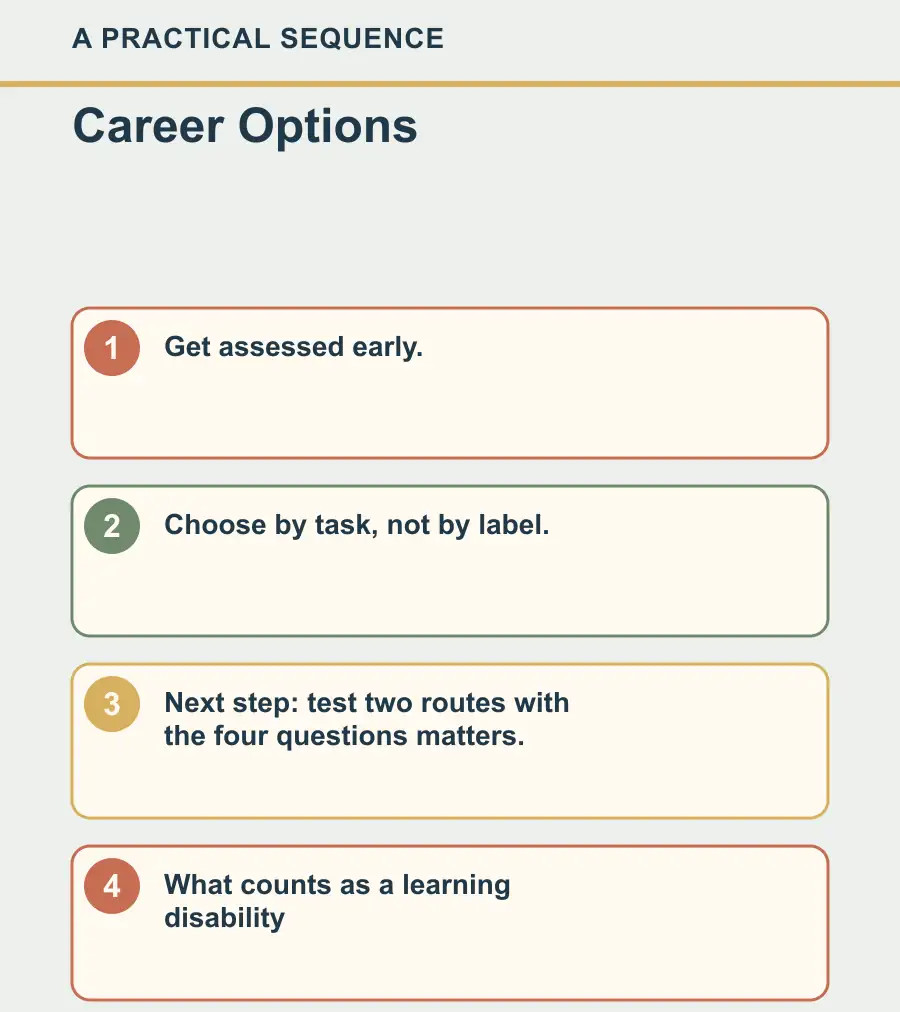 A PRACTICAL SEQUENCE
Career Options
1
Get assessed early.
2
Choose by task, not by label.
3
Next step: test two routes with
the four questions matters.
4
What counts as a learning
disability